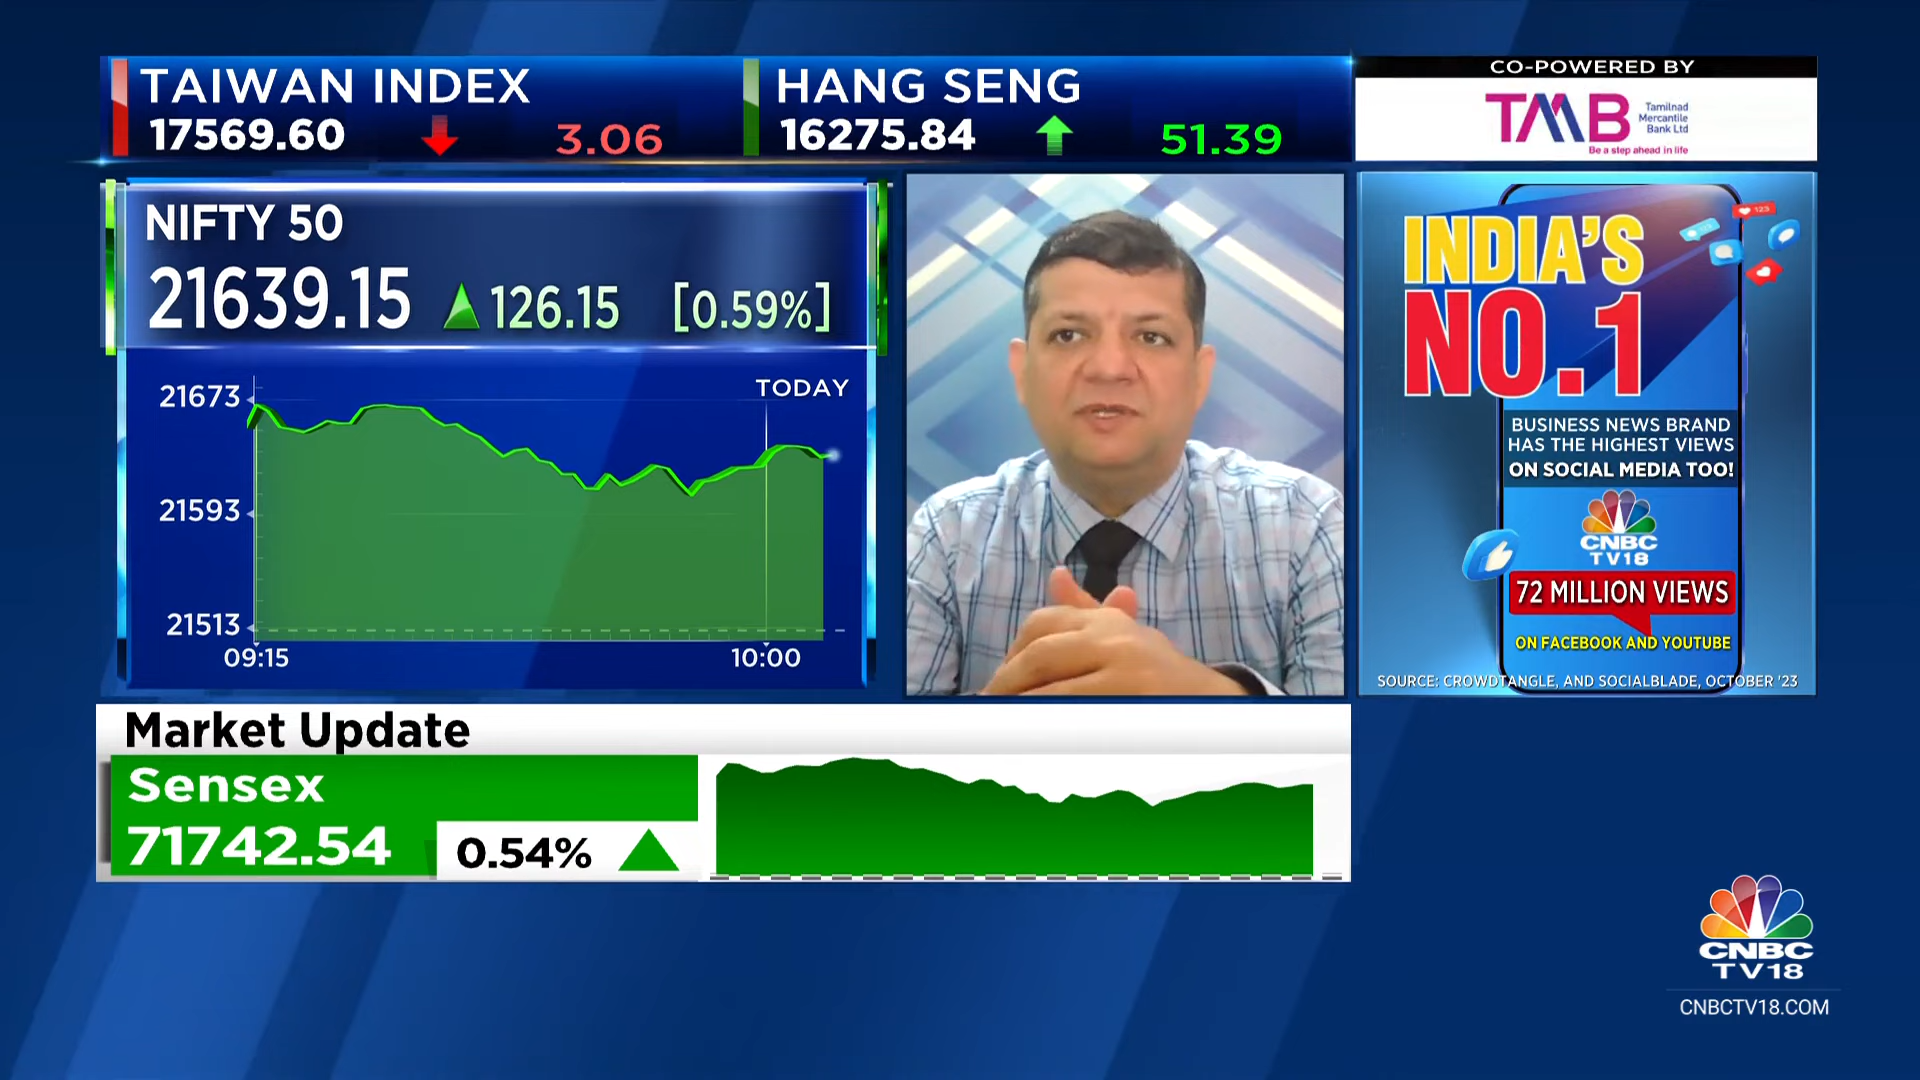 TAIWAN INDEX
17569.60 3.06
HANG SENG
16275.84 51.39
CO-POWERED BY
TMB
Tamilnad
Mercantile
Bank Ltd
Be a step ahead in life
NIFTY 50
21639.15 126.15 [0.59%]
TODAY
21673
21593
21513
09:15 10:00
INDIA'S
NO.1
123
BUSINESS NEWS BRAND
HAS THE HIGHEST VIEWS
ON SOCIAL MEDIA TOO!
CNBC
TV18
72 MILLION VIEWS
ON FACEBOOK AND YOUTUBE
SOURCE: CROWDTANGLE, AND SOCIALBLADE, OCTOBER '23
Market Update
Sensex
71742.54 0.54%
CNBC
TV18
CNBCTV18.COM